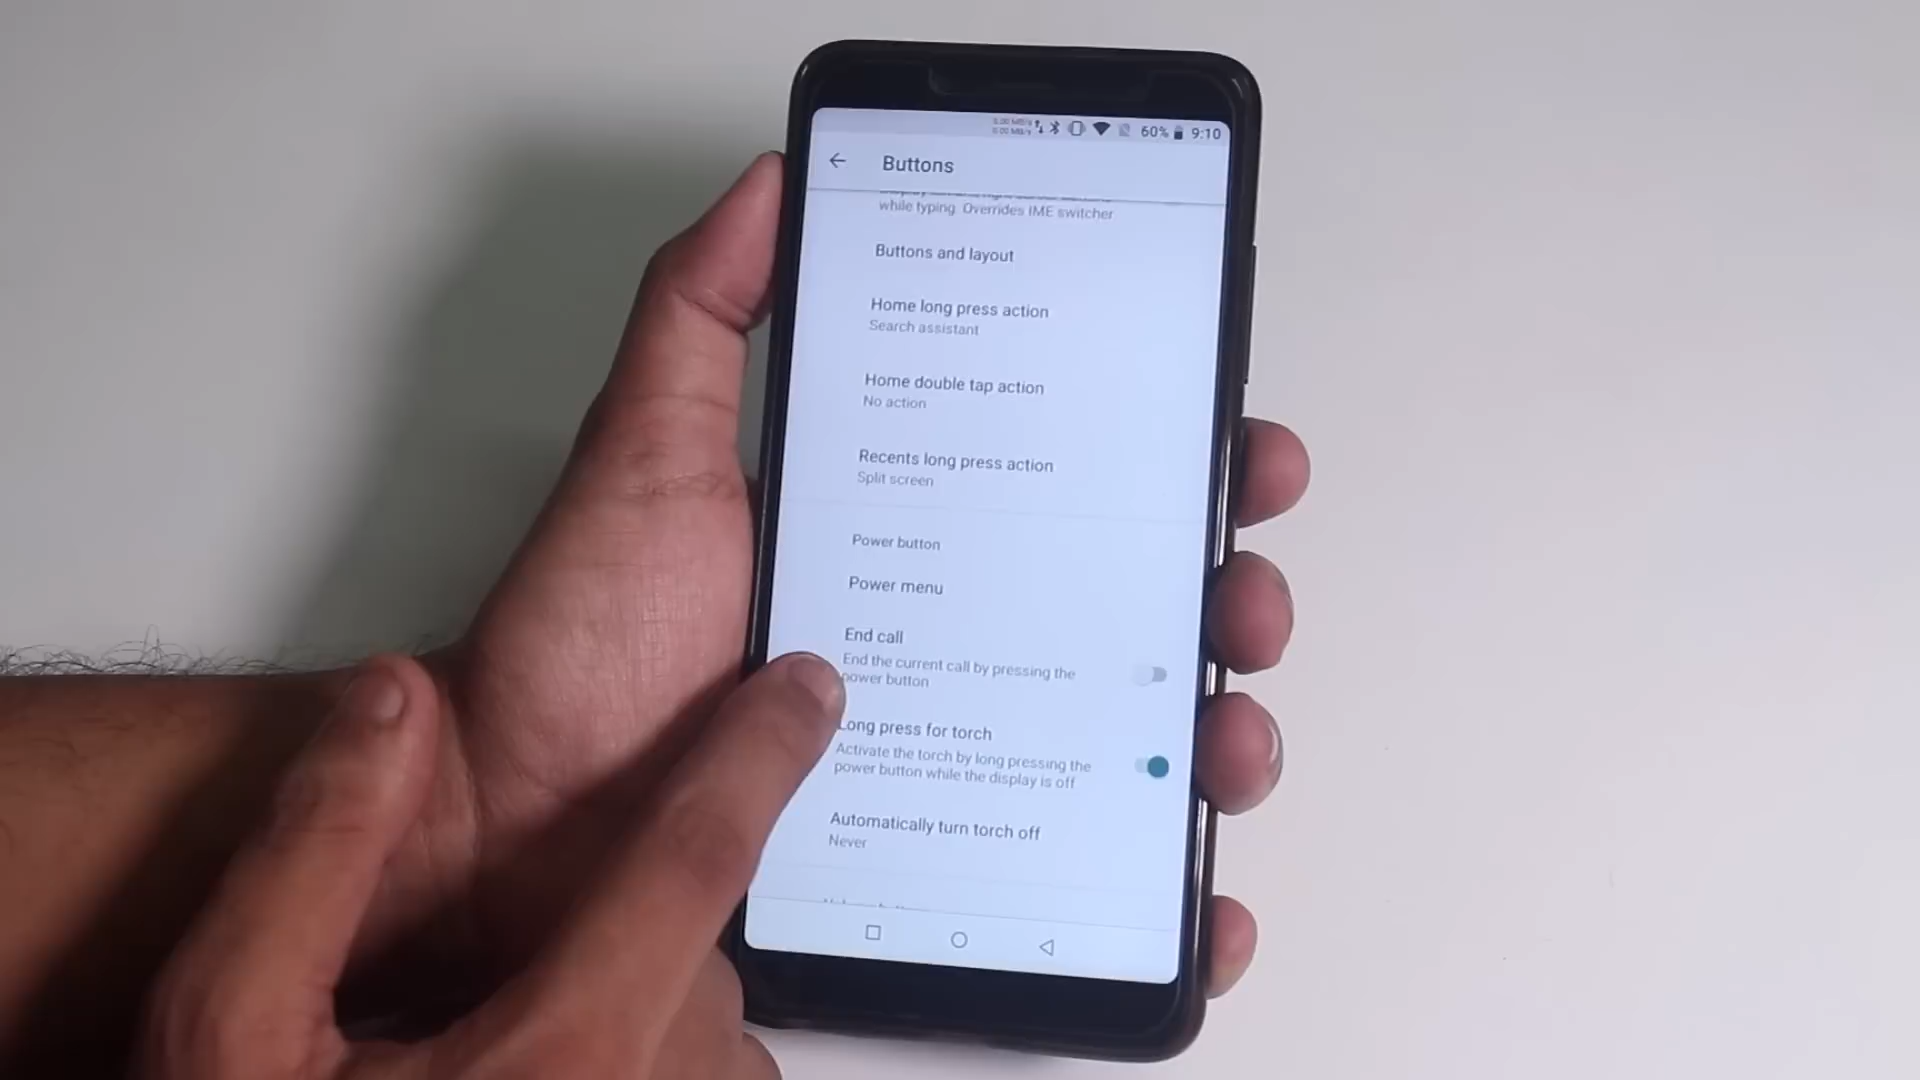 60% 9:10
Buttons
while typing. Overrides IME switcher
Buttons and layout
Home long press action
Search assistant
Home double tap action
No action
Recents long press action
Split screen
Power button
Power menu
End call
End the current call by pressing the
power button
Long press for torch
Activate the torch by long pressing the
power button while the display is off
Automatically turn torch off
Never